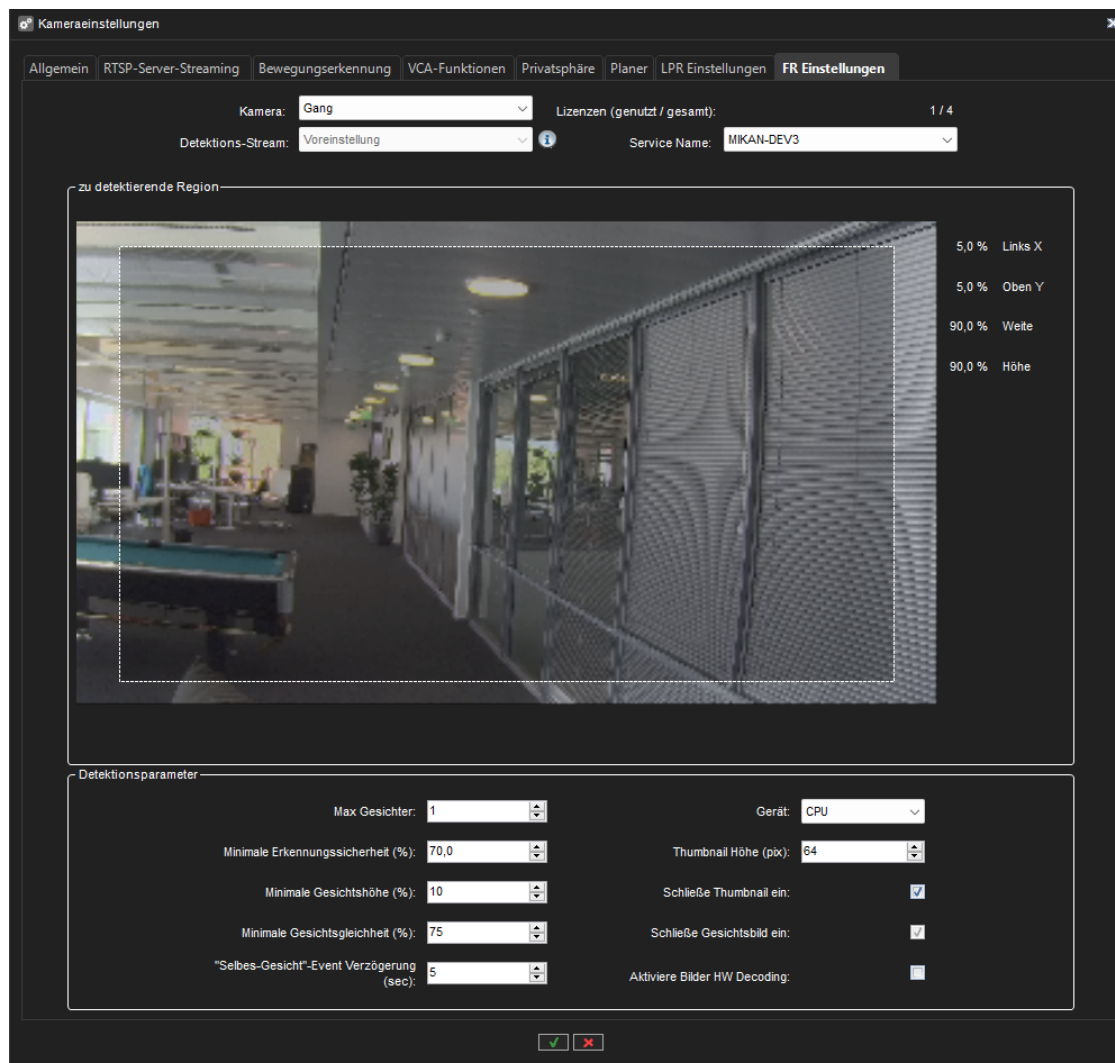 Kameraeinstellungen
Allgemein RTSP-Server-Streaming Bewegungserkennung VCA-Funktionen Privatsphäre Planer LPR Einstellungen FR Einstellungen
Kamera: Gang Lizenzen (genutzt / gesamt): 1 / 4
Detektions-Stream: Voreinstellung Service Name: MIKAN-DEV3
zu detektierende Region
5,0 % Links X
5,0 % Oben Y
90,0 % Weite
90,0 % Höhe
Detektionsparameter
Max Gesichter: 1 Gerät: CPU
Minimale Erkennungssicherheit (%): 70,0 Thumbnail Höhe (pix): 64
Minimale Gesichtshöhe (%): 10 Schließe Thumbnail ein:
Minimale Gesichtsgleichheit (%): 75 Schließe Gesichtsbild ein:
"Selbes-Gesicht"-Event Verzögerung
(sec): 5 Aktiviere Bilder HW Decoding: